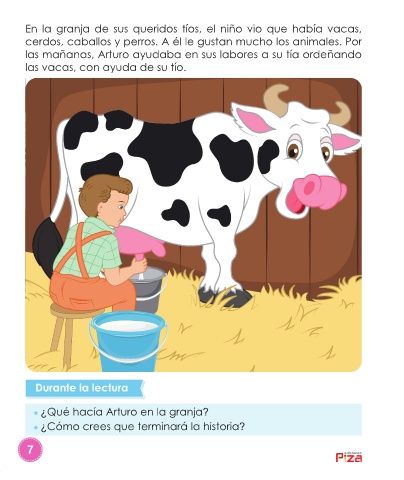 En la granja de sus queridos tíos, el niño vio que había vacas,
cerdos, caballos y perros. A él le gustan mucho los animales. Por
las mañanas, Arturo ayudaba en sus labores a su tía ordeñando
las vacas, con ayuda de su tío.
Durante la lectura
¿Qué hacía Arturo en la granja?
¿Cómo crees que terminará la historia?
7
P!za